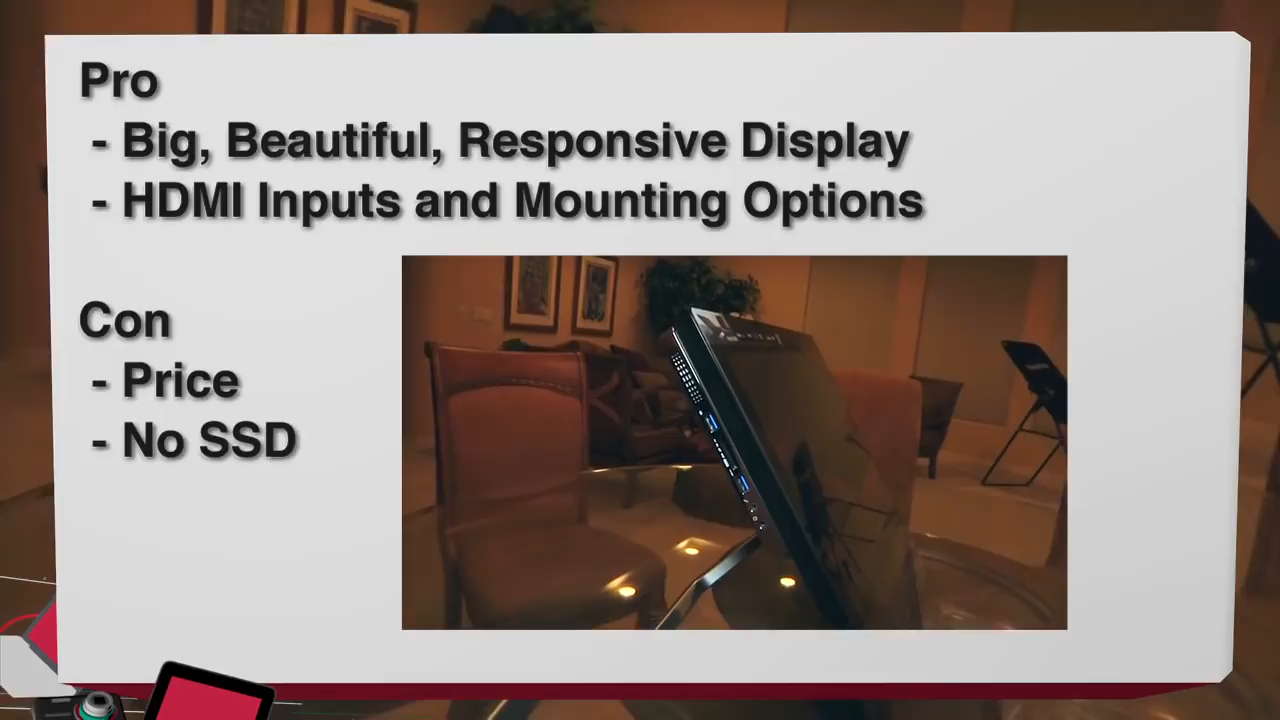 Pro
- Big, Beautiful, Responsive Display
- HDMI Inputs and Mounting Options
Con
- Price
- No SSD